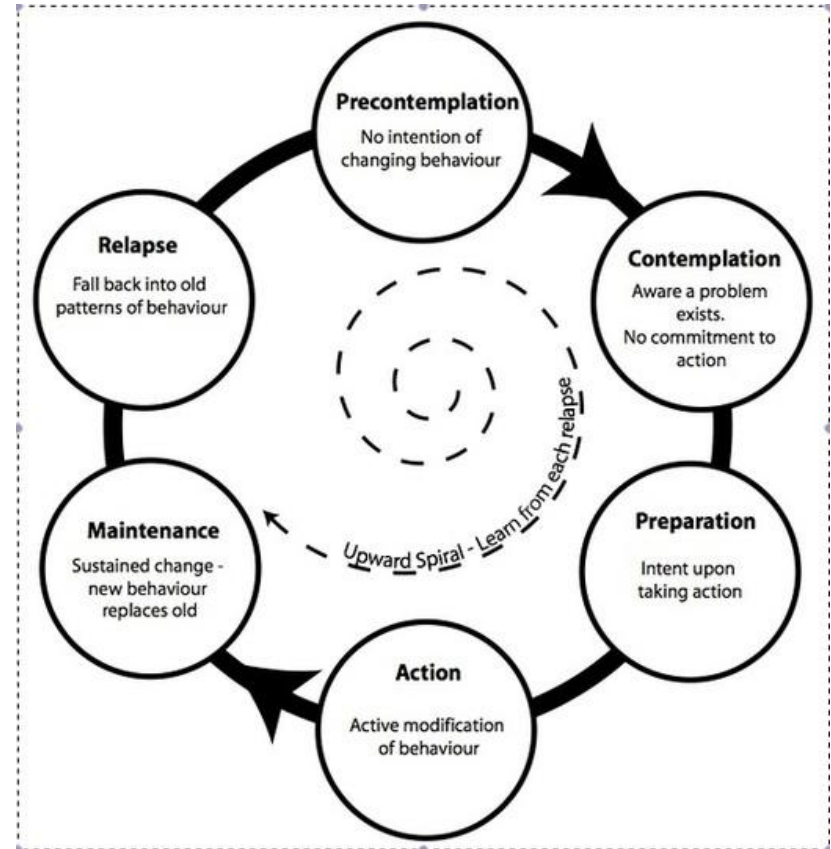 Precontemplation
No intention of
changing behaviour
Contemplation
Aware a problem
exists.
No commitment to
action
Preparation
Intent upon
taking action
Action
Active modification
of behaviour
Maintenance
Sustained change -
new behaviour
replaces old
Relapse
Fall back into old
patterns of behaviour
Upward Spiral - Learn from each relapse